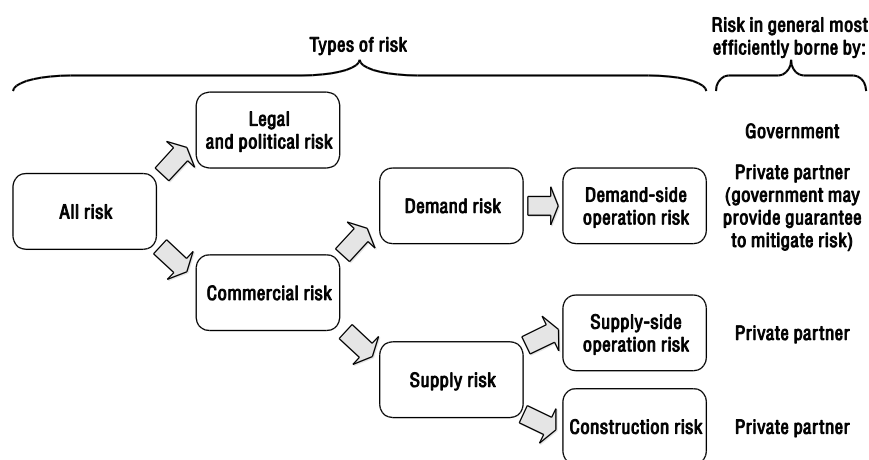 Types of risk
Risk in general most
efficiently borne by:
Legal
and political risk
Government
All risk
Demand risk
Demand-side
operation risk
Private partner
(government may
provide guarantee
to mitigate risk)
Commercial risk
Supply-side
operation risk
Private partner
Supply risk
Construction risk
Private partner